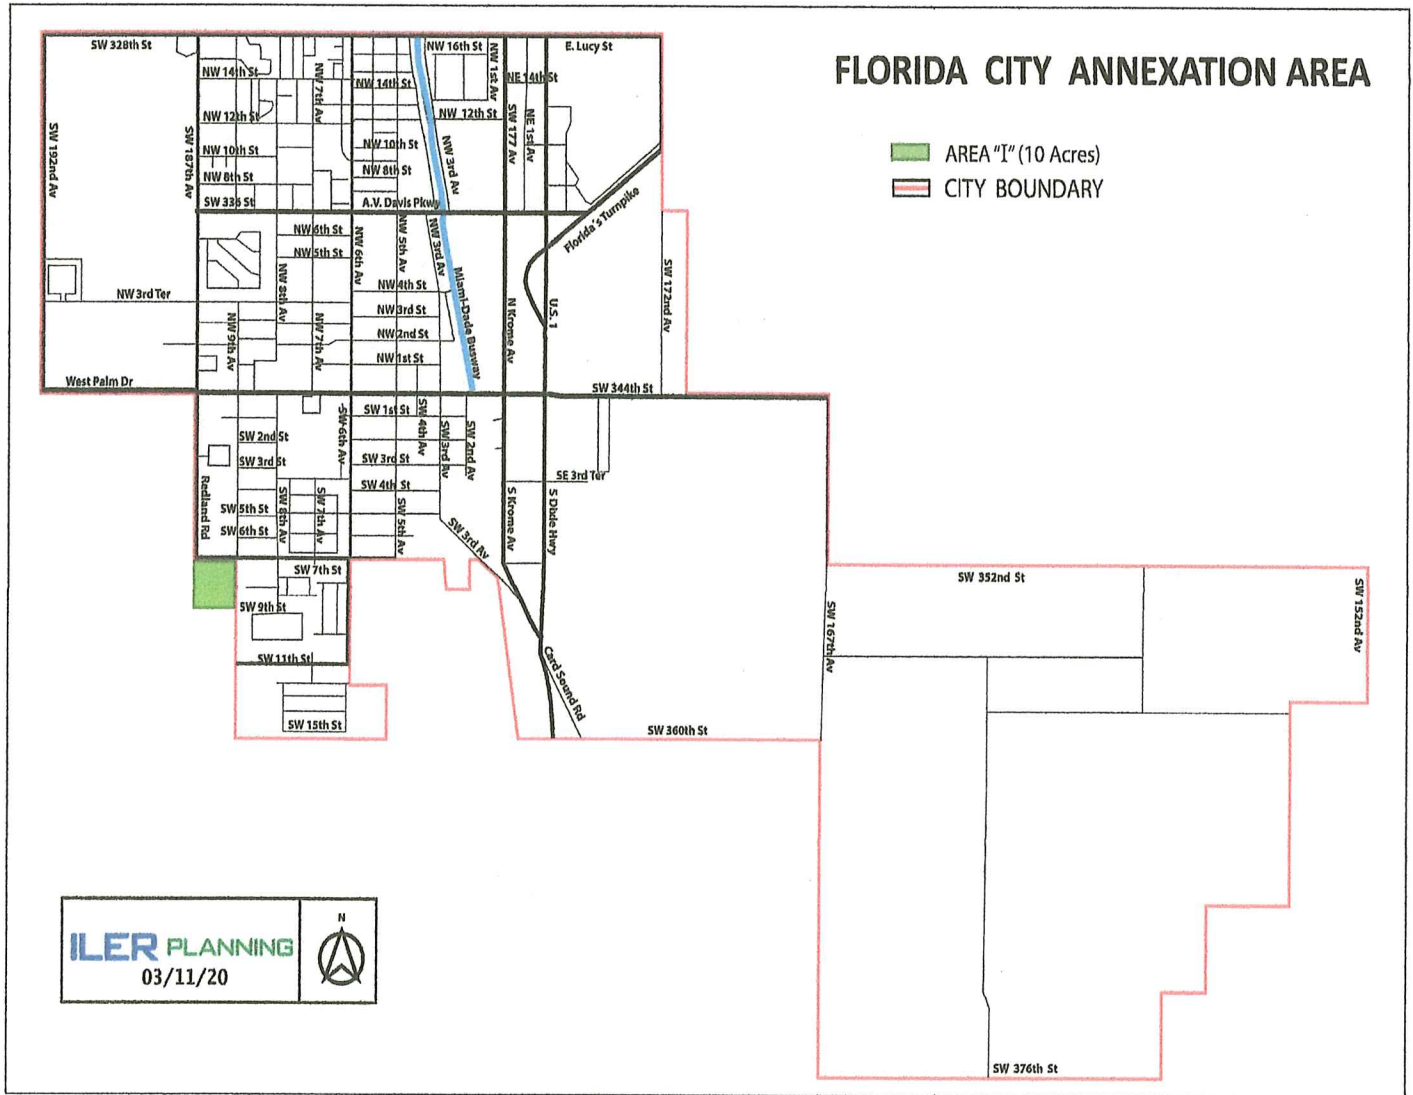 FLORIDA CITY ANNEXATION AREA
AREA "I" (10 Acres)
CITY BOUNDARY
SW 328th St
NW 16th St
E. Lucy St
NW 14th St
NW 14th St
NE 14th St
NW 7th Av
NW 1st Av
NW 12th St
NW 12th St
SW 192nd Av
SW 187th Av
SW 177 Av
NE 1st Av
NW 10th St
NW 10th St
NW 3rd Av
NW 8th St
NW 8th St
SW 336 St
A.V. Davis Pkwy
Florida's Turnpike
NW 6th St
NW 5th St
NW 6th Av
NW 5th Av
NW 3rd Av
NW 8th Av
NW 4th St
Miami-Dade Busway
SW 172nd Av
NW 3rd Ter
NW 3rd St
N Krome Av
U.S. 1
NW 9th Av
NW 7th Av
NW 2nd St
NW 1st St
West Palm Dr
SW 344th St
SW 1st St
SW 6th Av
SW 4th Av
SW 3rd Av
SW 2nd Av
SW 2nd St
SW 3rd St
SW 3rd St
SE 3rd Ter
Redland Rd
SW 4th St
SW 8th Av
SW 7th Av
SW 5th Av
S Krome Av
S Dixie Hwy
SW 5th St
SW 6th St
SW 3rd Av
SW 7th St
SW 352nd St
SW 152nd Av
SW 9th St
SW 167th Av
SW 11th St
Card Sound Rd
SW 15th St
SW 360th St
N
ILER PLANNING
03/11/20
SW 376th St